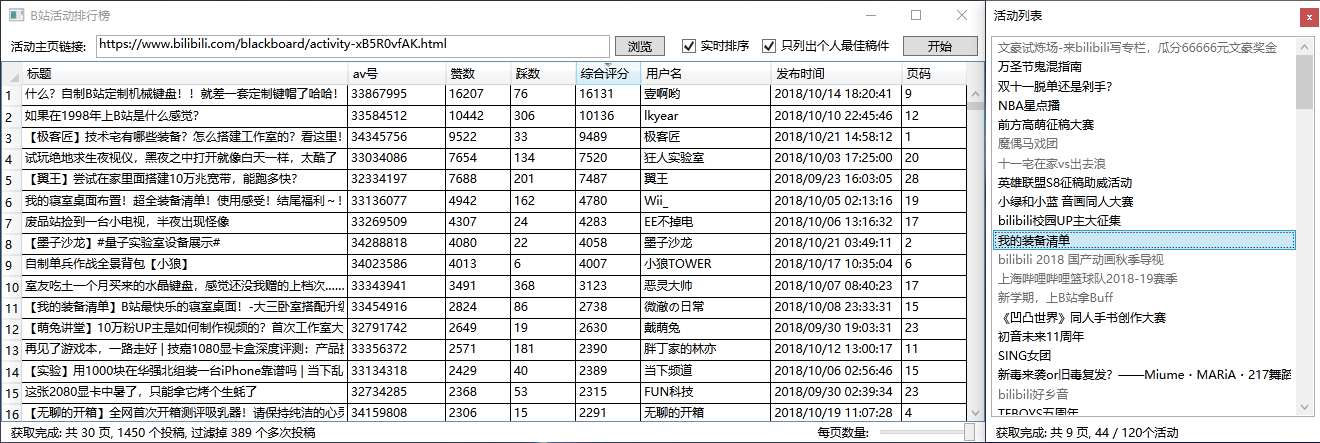 B站活动排行榜
活动主页链接: https://www.bilibili.com/blackboard/activity-xB5R0vfAK.html 浏览 实时排序 只列出个人最佳稿件 开始
标题 av号 赞数 踩数 综合评分 用户名 发布时间 页码
1 什么？自制B站定制机械键盘！！就差一套定制键帽了哈哈! 33867995 16207 76 16131 壹啊哟 2018/10/14 18:20:41 9
2 如果在1998年上B站是什么感觉? 33584512 10442 306 10136 lkyear 2018/10/10 22:45:46 12
3 【极客匠】技术宅有哪些装备？怎么搭建工作室的？看这里! 34345756 9522 33 9489 极客匠 2018/10/21 14:58:12 1
4 试玩绝地求生夜视仪，黑夜之中打开就像白天一样，太酷了 33034086 7654 134 7520 狂人实验室 2018/10/03 17:25:00 20
5 【翼王】尝试在家里面搭建10万兆宽带，能跑多快? 32334197 7688 201 7487 翼王 2018/09/23 16:03:05 28
6 我的寝室桌面布置！超全装备清单！使用感受！结尾福利～! 33136077 4942 162 4780 Wii_ 2018/10/05 02:13:16 19
7 废品站捡到一台小电视，半夜出现怪像 33269509 4307 24 4283 EE不掉电 2018/10/06 13:16:32 17
8 【墨子沙龙】#量子实验室设备展示# 34288818 4080 22 4058 墨子沙龙 2018/10/21 03:49:11 2
9 自制单兵作战全景背包【小狼】 34023586 4013 6 4007 小狼TOWER 2018/10/17 10:35:04 6
10 室友吃土一个月买来的水晶键盘，感觉还没我赠的上档次...... 33343941 3491 368 3123 恶灵大帅 2018/10/07 08:40:23 17
11 【我的装备清单】B站最快乐的寝室桌面！-大三卧室搭配升级 33454916 2824 86 2738 微澈の日常 2018/10/08 23:33:31 15
12 【萌兔讲堂】10万粉UP主是如何制作视频的？首次工作室大 32791742 2649 19 2630 戴萌兔 2018/09/30 19:03:31 23
13 再见了游戏本，一路走好 | 技嘉1080显卡盒深度评测：产品 33356372 2571 181 2390 胖丁家的林亦 2018/10/12 13:00:17 11
14 【实验】用1000块在华强北组装一台iPhone靠谱吗 | 当下乱 33134318 2429 40 2389 当下频道 2018/10/06 02:56:46 15
15 这张2080显卡中暑了，只能拿它烤个生蚝了 32734285 2368 53 2315 FUN科技 2018/09/30 02:39:34 23
16 【无聊的开箱】全网首次开箱测评吸乳器！请保持纯洁的心灵 34159808 2306 15 2291 无聊的开箱 2018/10/19 11:07:28 4
获取完成: 共 30 页, 1450 个投稿, 过滤掉 389 个多次投稿 每页数量:
活动列表 x
文豪试炼场-来bilibili写专栏，瓜分66666元文豪奖金
万圣节鬼混指南
双十一脱单还是剁手？
NBA星点播
前方高萌征稿大赛
魔偶马戏团
十一宅在家vs出去浪
英雄联盟S8征稿助威活动
小绿和小蓝 音画同人大赛
bilibili校园UP主大征集
我的装备清单
bilibili 2018 国产动画秋季导视
上海哔哩哔哩篮球队2018-19赛季
新学期，上B站拿Buff
《凹凸世界》同人手书创作大赛
初音未来11周年
SING女团
新毒来袭or旧毒复发？——Miume・MARiA・217舞蹈
bilibili好乡音
TFBOYS五周年
获取完成: 共 9 页, 44 / 120个活动